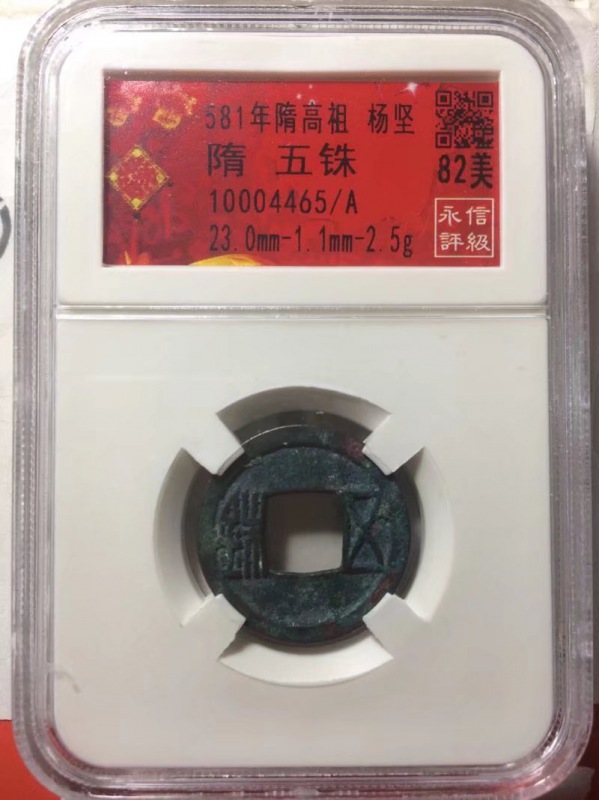 581年隋高祖 杨坚
隋 五铢
82美
10004465/A
23.0mm-1.1mm-2.5g
永信
評級
五
銖